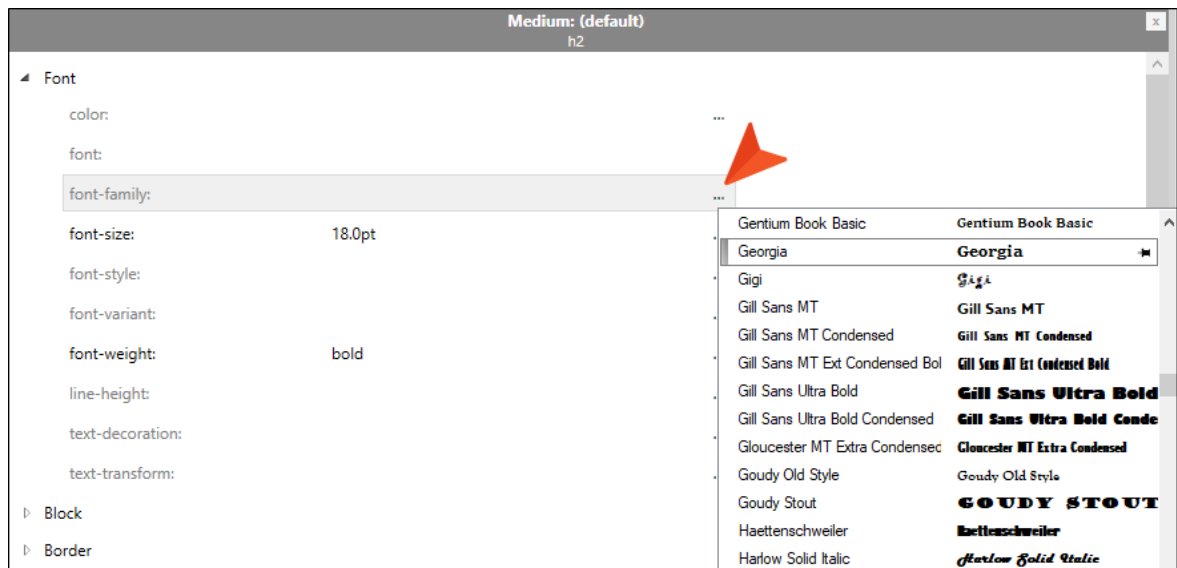 Medium: (default)
h2
x
Font
color: ...
font:
font-family: ...
font-size: 18.0pt .
font-style: .
font-variant: .
font-weight: bold .
line-height: .
text-decoration: .
text-transform: .
Block
Border
Gentium Book Basic Gentium Book Basic
Georgia Georgia
Gigi Gigi
Gill Sans MT Gill Sans MT
Gill Sans MT Condensed Gill Sans MT Condensed
Gill Sans MT Ext Condensed Bol Gill Sans MT Ext Condensed Bold
Gill Sans Ultra Bold Gill Sans Ultra Bold
Gill Sans Ultra Bold Condensed Gill Sans Ultra Bold Conde
Gloucester MT Extra Condensed Gloucester MT Extra Condensed
Goudy Old Style Goudy Old Style
Goudy Stout GOUDY STOUT
Haettenschweiler Haettenschweiler
Harlow Solid Italic Harlow Solid Italic